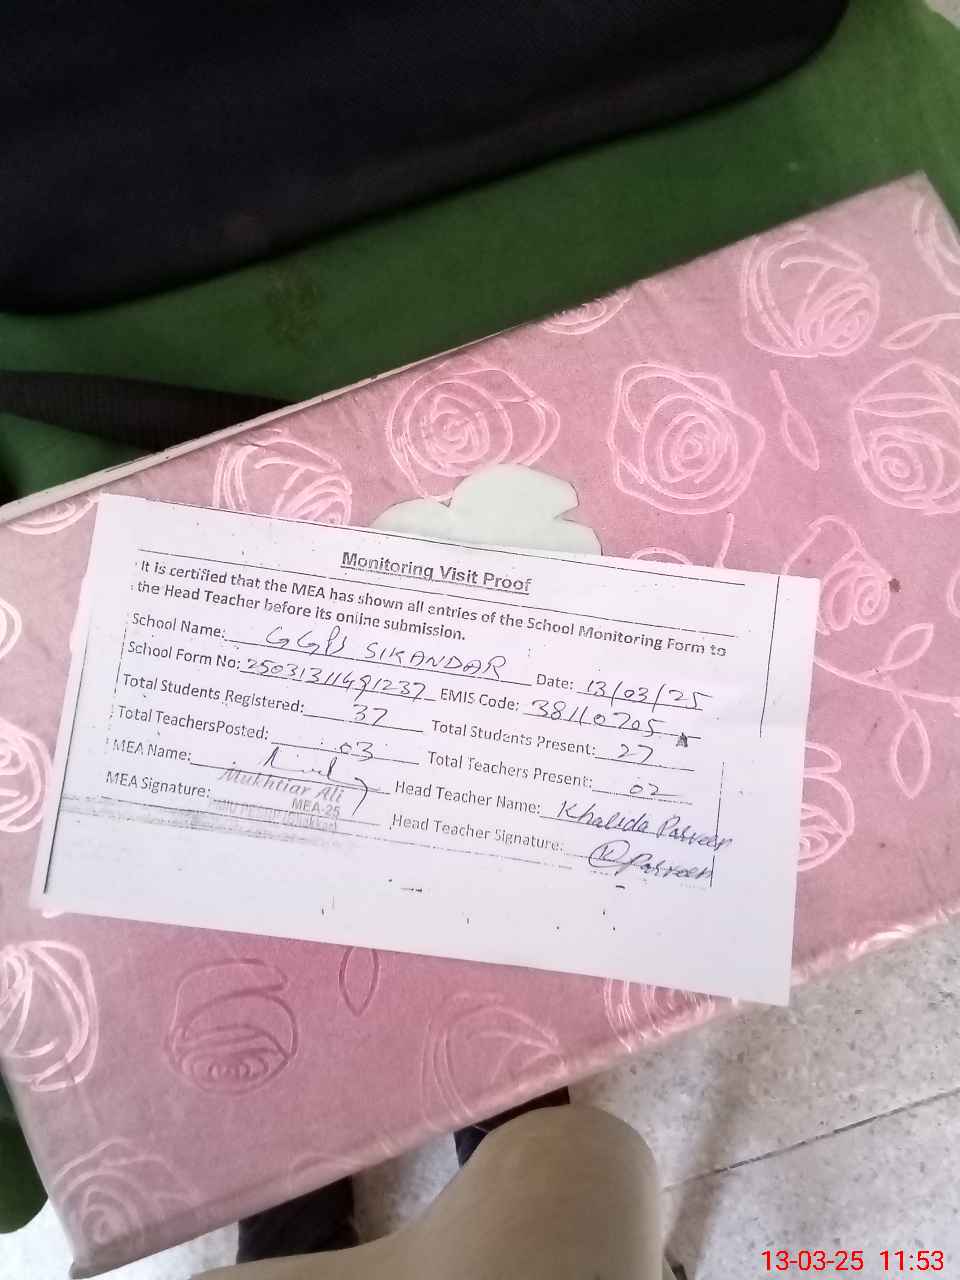 Monitoring Visit Proof
It is certified that the MEA has shown all entries of the School Monitoring Form to
the Head Teacher before its online submission.
School Name: GGPS SIKANDAR Date: 13/03/25
School Form No: 25031311491237 EMIS Code: 38110705
Total Students Registered: 37 Total Students Present: 27
Total TeachersPosted: 03 Total Teachers Present: 02
MEA Name: Mukhtiar Ali Head Teacher Name: Khalida Parveen
MEA Signature: MEA-25 Head Teacher Signature: Parveen
13-03-25 11:53